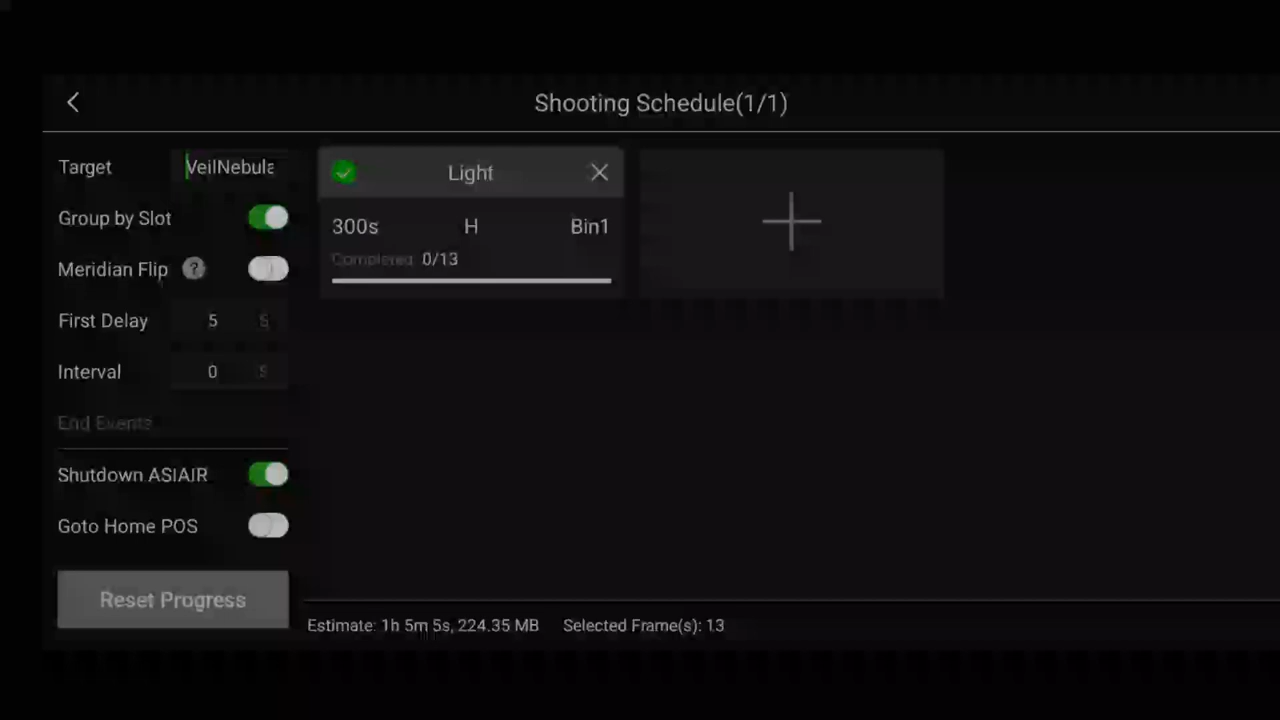 Shooting Schedule(1/1)
Target VeilNebula
Group by Slot
Meridian Flip ?
First Delay 5 S
Interval 0 S
End Events
Shutdown ASIAIR
Goto Home POS
Reset Progress
Light
300s H Bin1
Completed 0/13
Estimate: 1h 5m 5s, 224.35 MB Selected Frame(s): 13